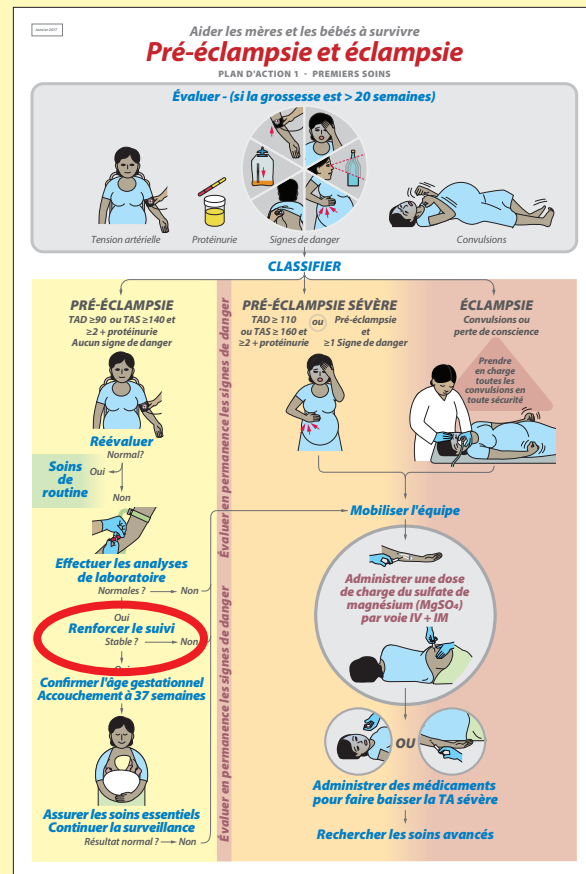 Janvier 2017
Aider les mères et les bébés à survivre
Pré-éclampsie et éclampsie
PLAN D'ACTION 1 - PREMIERS SOINS
Évaluer - (si la grossesse est > 20 semaines)
Tension artérielle
Protéinurie
Signes de danger
Convulsions
CLASSIFIER
PRÉ-ÉCLAMPSIE
TAD ≥90 ou TAS ≥140 et
≥2 + protéinurie
Aucun signe de danger
Réévaluer
Normal?
Oui
Soins
de
routine
Non
Effectuer les analyses
de laboratoire
Normales ? Non
Oui
Renforcer le suivi
Stable ? Non
Confirmer l'âge gestationnel
Accouchement à 37 semaines
Assurer les soins essentiels
Continuer la surveillance
Résultat normal ? Non
Évaluer en permanence les signes de danger
Évaluer en permanence les signes de danger
PRÉ-ÉCLAMPSIE SÉVÈRE
TAD ≥ 110
ou TAS ≥ 160 et
≥2 + protéinurie
ou
Pré-éclampsie
et
≥1 Signe de danger
ÉCLAMPSIE
Convulsions ou
perte de conscience
Prendre
en charge
toutes les
convulsions en
toute sécurité
Mobiliser l'équipe
Administrer une dose
de charge du sulfate de
magnésium (MgSO₄)
par voie IV + IM
OU
Administrer des médicaments
pour faire baisser la TA sévère
Rechercher les soins avancés